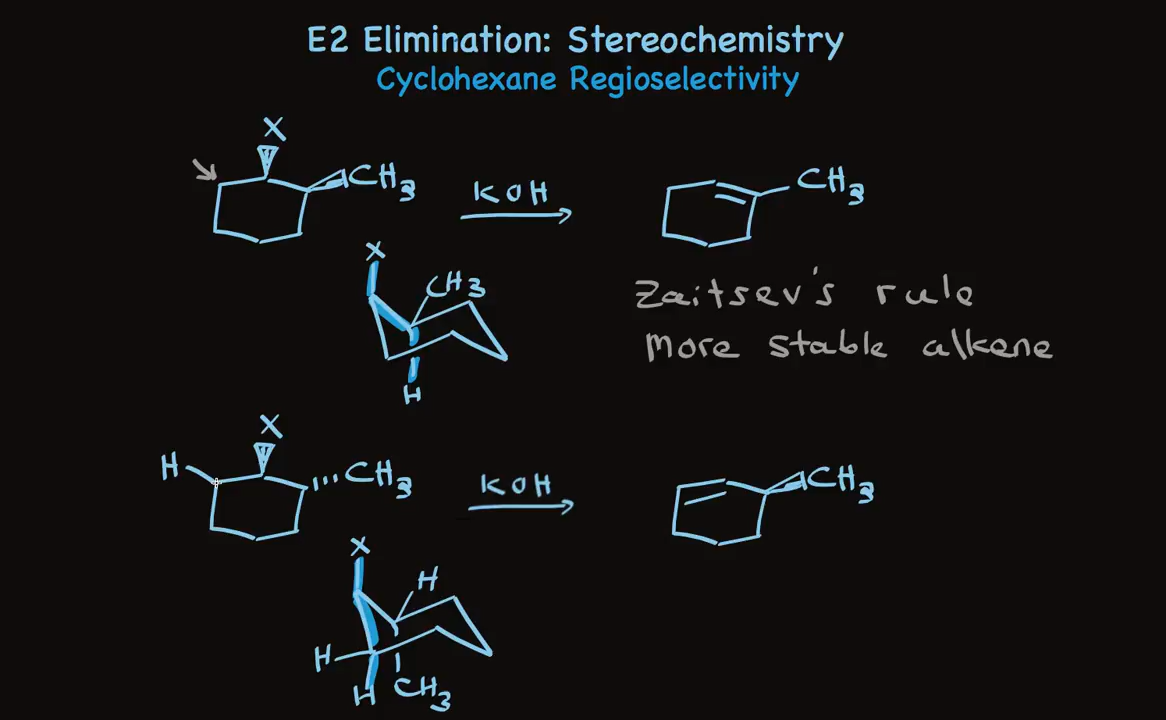 E2 Elimination: Stereochemistry
Cyclohexane Regioselectivity
X
CH3
KOH
CH3
X
CH3
H
Zaitsev's rule
more stable alkene
X
H
CH3
KOH
CH3
X
H
H
H
CH3